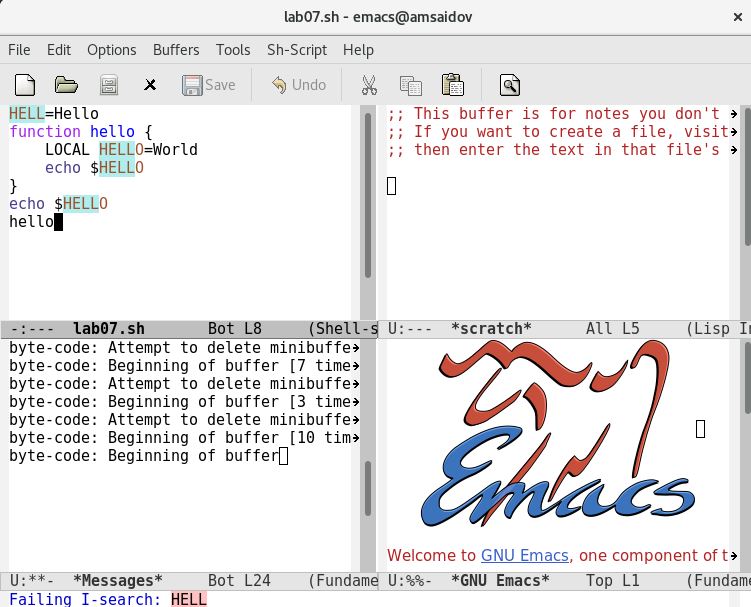 lab07.sh - emacs@amsaidov
File Edit Options Buffers Tools Sh-Script Help
Save Undo
HELL=Hello
function hello {
    LOCAL HELLO=World
    echo $HELLO
}
echo $HELLO
hello
-:--- lab07.sh Bot L8 (Shell-s
;; This buffer is for notes you don't
;; If you want to create a file, visit
;; then enter the text in that file's
U:--- *scratch* All L5 (Lisp In
byte-code: Attempt to delete minibuffe
byte-code: Beginning of buffer [7 time
byte-code: Attempt to delete minibuffe
byte-code: Beginning of buffer [3 time
byte-code: Attempt to delete minibuffe
byte-code: Beginning of buffer [10 tim
byte-code: Beginning of buffer
U:**- *Messages* Bot L24 (Fundame
Emacs
Welcome to GNU Emacs, one component of t
U:%%- *GNU Emacs* Top L1 (Fundame
Failing I-search: HELL